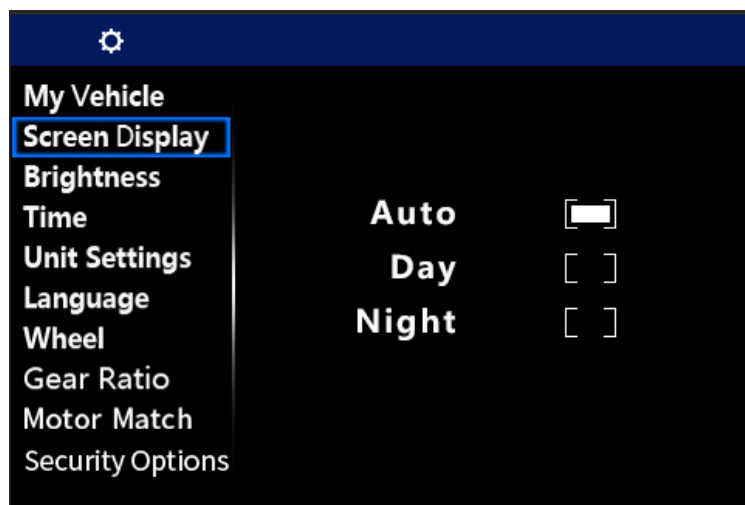 My Vehicle
Screen Display
Brightness
Time
Unit Settings
Language
Wheel
Gear Ratio
Motor Match
Security Options
Auto
Day
Night